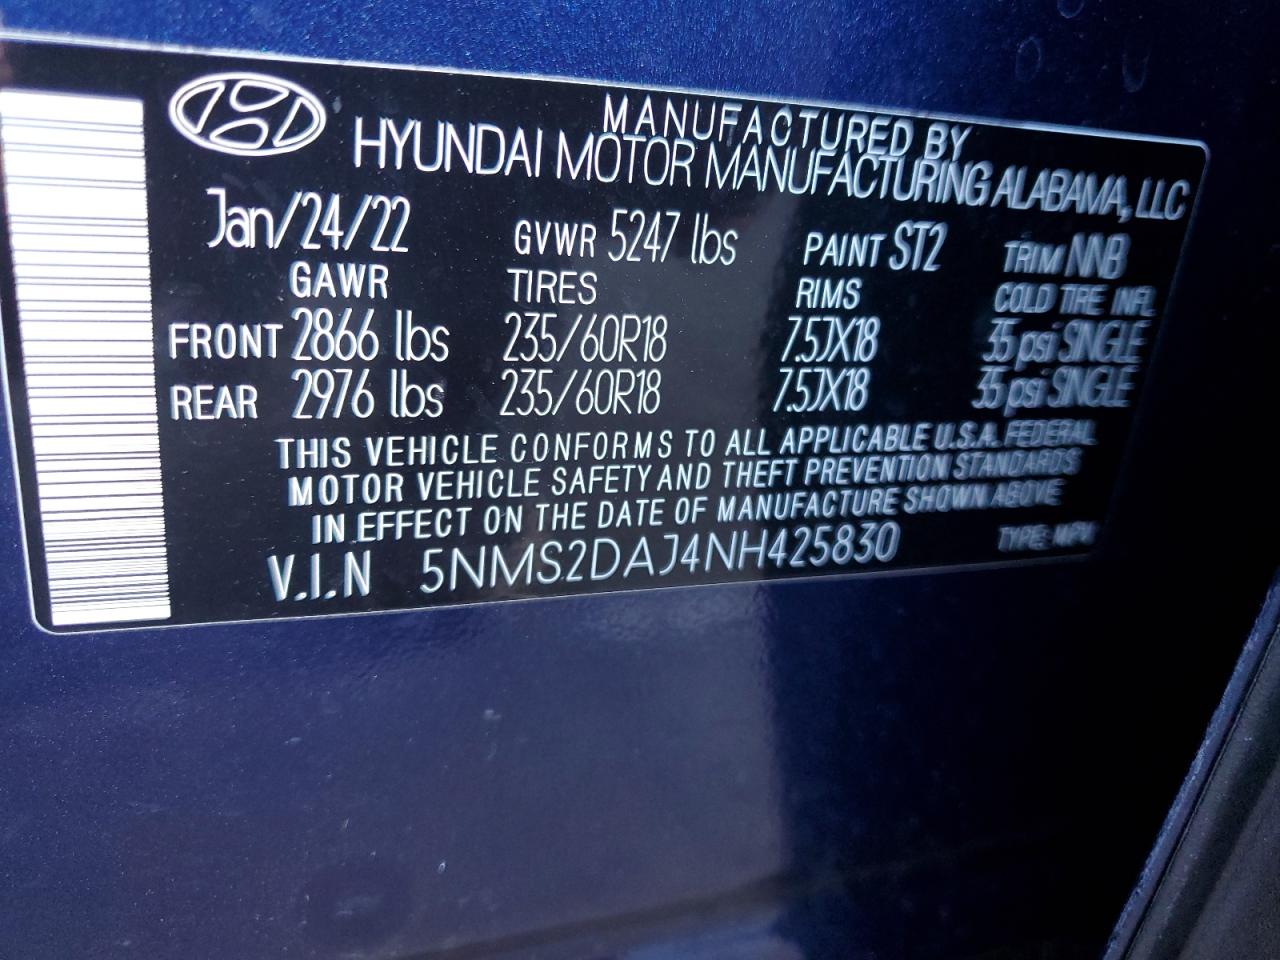 MANUFACTURED BY
HYUNDAI MOTOR MANUFACTURING ALABAMA, LLC
Jan/24/22 GVWR 5247 lbs PAINT ST2 TRIM NNB
GAWR TIRES RIMS COLD TIRE INFL
FRONT 2866 lbs 235/60R18 7.5JX18 35 psi SINGLE
REAR 2976 lbs 235/60R18 7.5JX18 35 psi SINGLE
THIS VEHICLE CONFORMS TO ALL APPLICABLE U.S.A. FEDERAL
MOTOR VEHICLE SAFETY AND THEFT PREVENTION STANDARDS
IN EFFECT ON THE DATE OF MANUFACTURE SHOWN ABOVE
V.I.N 5NMS2DAJ4NH425830 TYPE: MPV